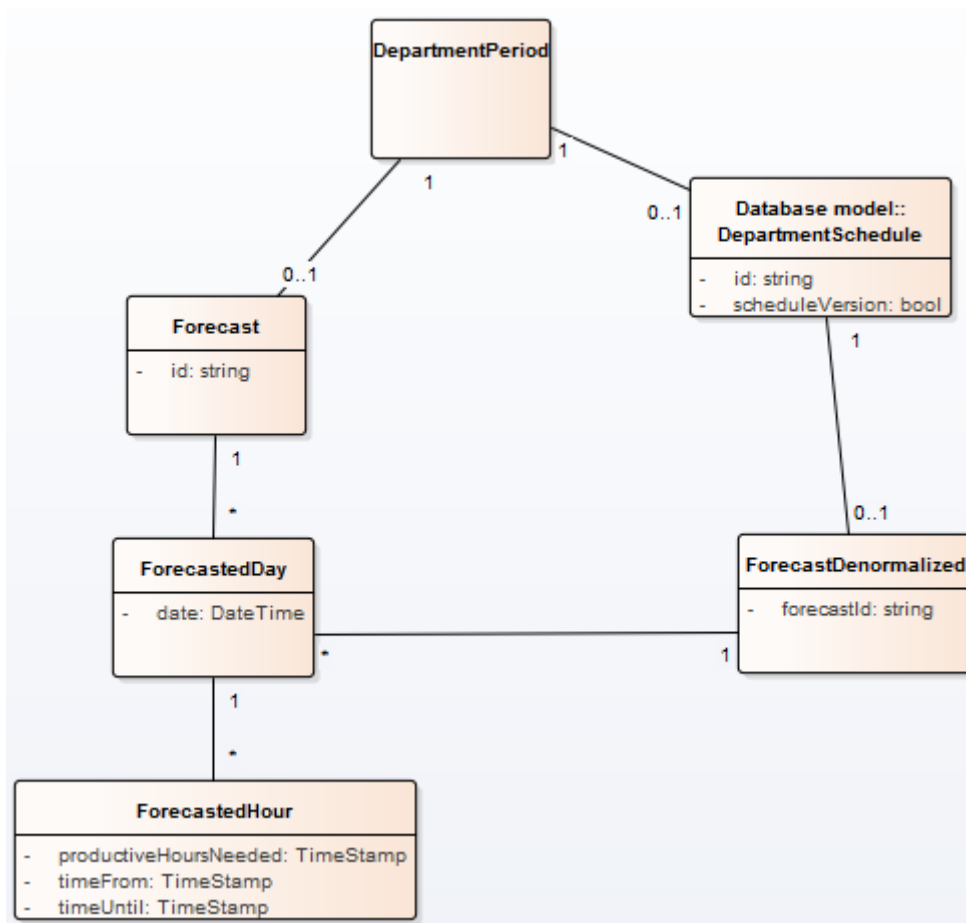 DepartmentPeriod
1
1
0..1
Database model::
DepartmentSchedule
- id: string
- scheduleVersion: bool
0..1
Forecast
- id: string
1
1
*
0..1
ForecastedDay
- date: DateTime
ForecastDenormalized
- forecastId: string
*
1
1
*
ForecastedHour
- productiveHoursNeeded: TimeStamp
- timeFrom: TimeStamp
- timeUntil: TimeStamp